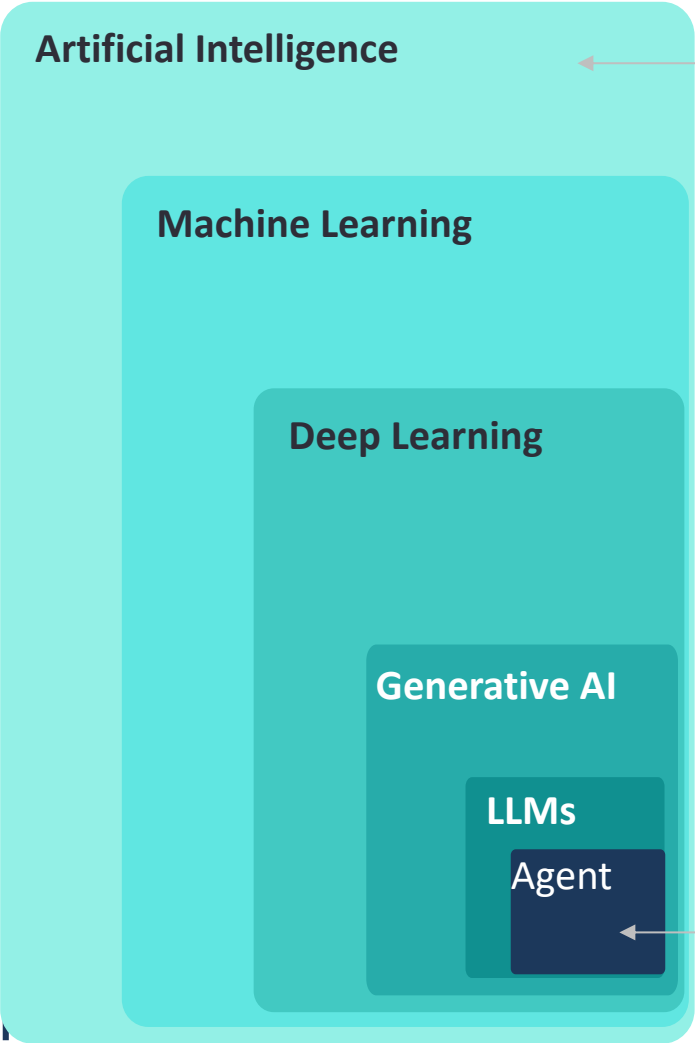 Artificial Intelligence
Machine Learning
Deep Learning
Generative AI
LLMs
Agent